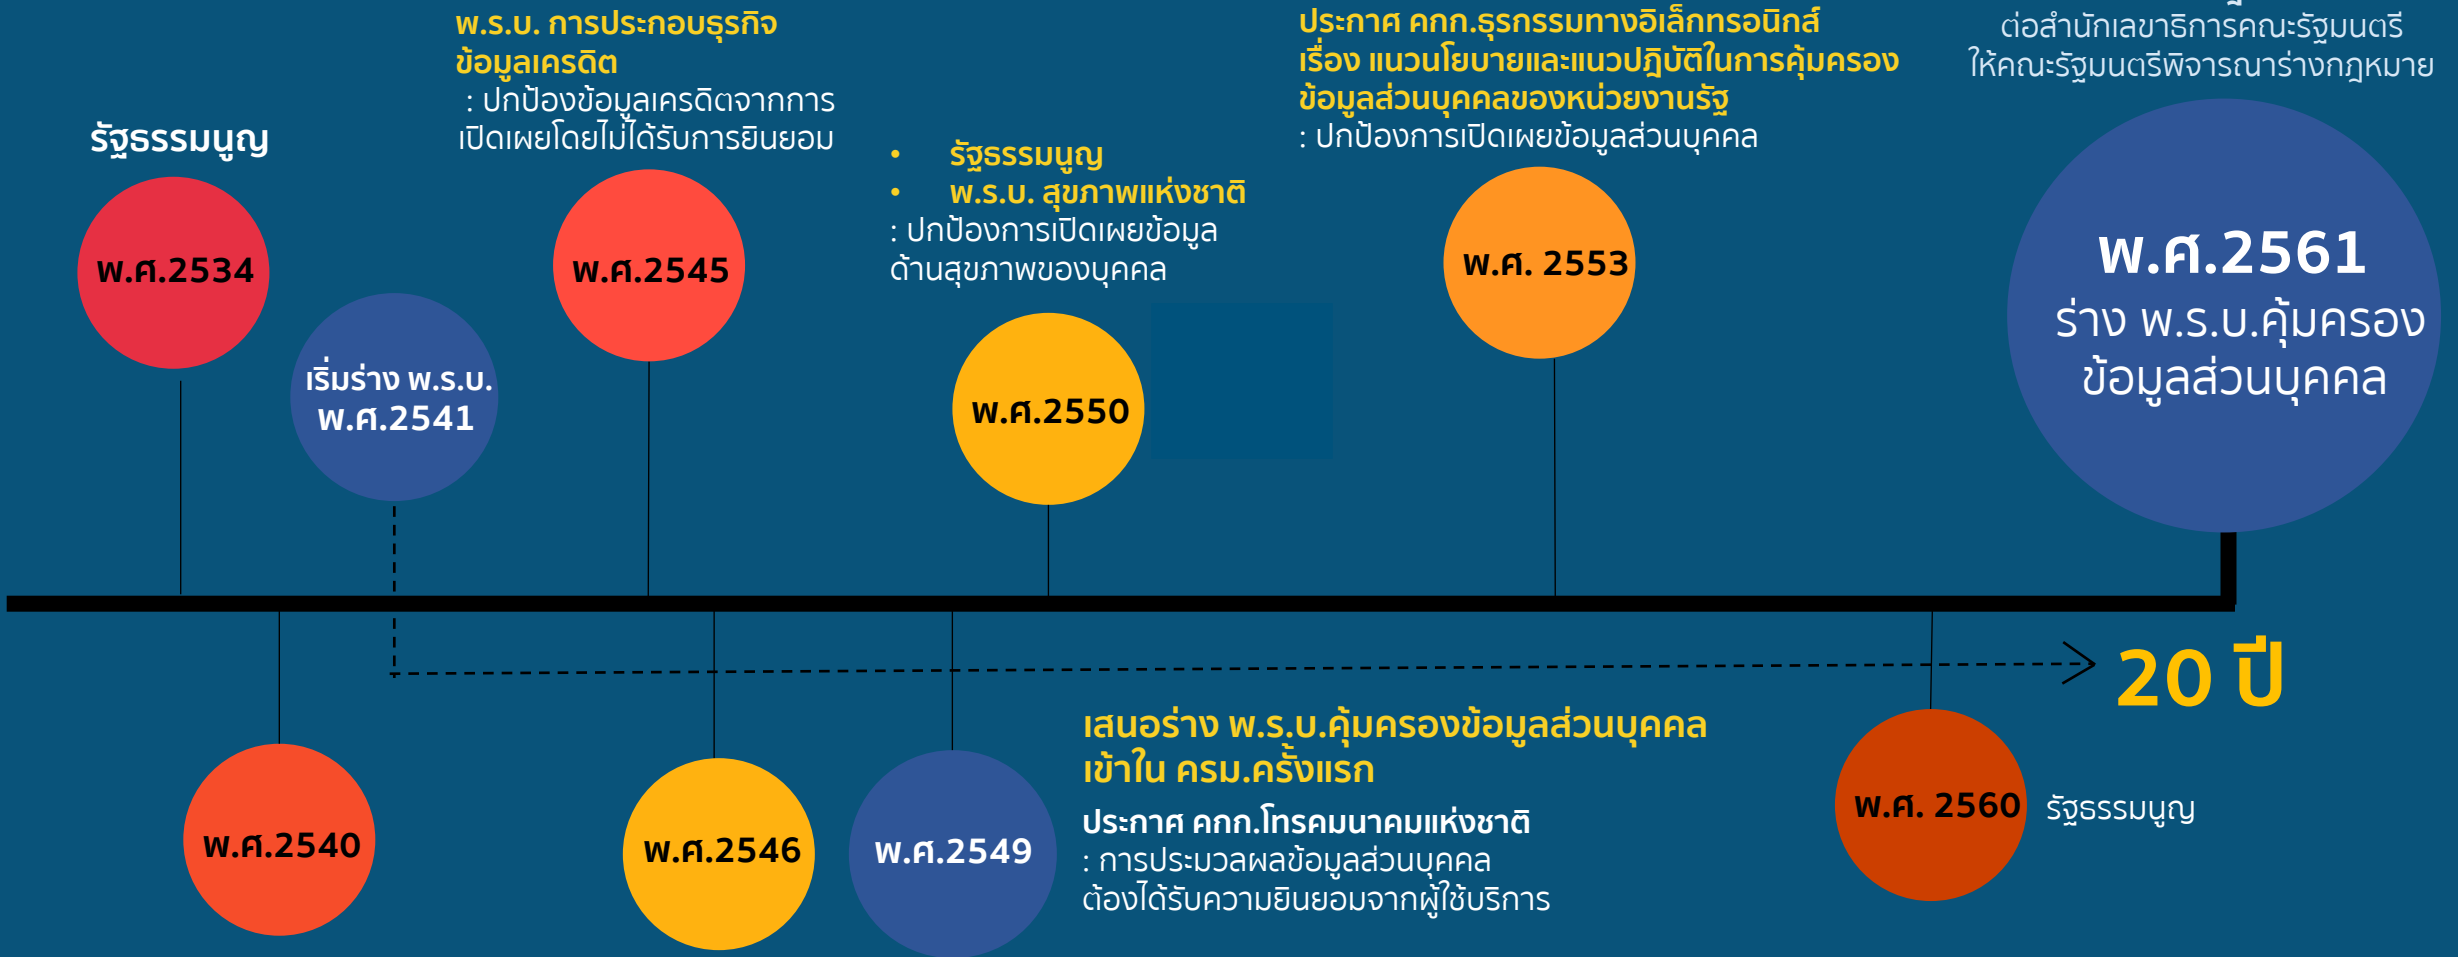 รัฐธรรมนูญ
พ.ศ.2534
เริ่มร่าง พ.ร.บ.
พ.ศ.2541
พ.ร.บ. การประกอบธุรกิจ
ข้อมูลเครดิต
: ปกป้องข้อมูลเครดิตจากการ
เปิดเผยโดยไม่ได้รับการยินยอม
พ.ศ.2545
• รัฐธรรมนูญ
• พ.ร.บ. สุขภาพแห่งชาติ
: ปกป้องการเปิดเผยข้อมูล
ด้านสุขภาพของบุคคล
พ.ศ.2550
ประกาศ คกก.ธุรกรรมทางอิเล็กทรอนิกส์
เรื่อง แนวนโยบายและแนวปฎิบัติในการคุ้มครอง
ข้อมูลส่วนบุคคลของหน่วยงานรัฐ
: ปกป้องการเปิดเผยข้อมูลส่วนบุคคล
พ.ศ. 2553
ต่อสำนักเลขาธิการคณะรัฐมนตรี
ให้คณะรัฐมนตรีพิจารณาร่างกฎหมาย
พ.ศ.2561
ร่าง พ.ร.บ.คุ้มครอง
ข้อมูลส่วนบุคคล
20 ปี
พ.ศ.2540
พ.ศ.2546
พ.ศ.2549
เสนอร่าง พ.ร.บ.คุ้มครองข้อมูลส่วนบุคคล
เข้าใน ครม.ครั้งแรก
ประกาศ คกก.โทรคมนาคมแห่งชาติ
: การประมวลผลข้อมูลส่วนบุคคล
ต้องได้รับความยินยอมจากผู้ใช้บริการ
พ.ศ. 2560
รัฐธรรมนูญ